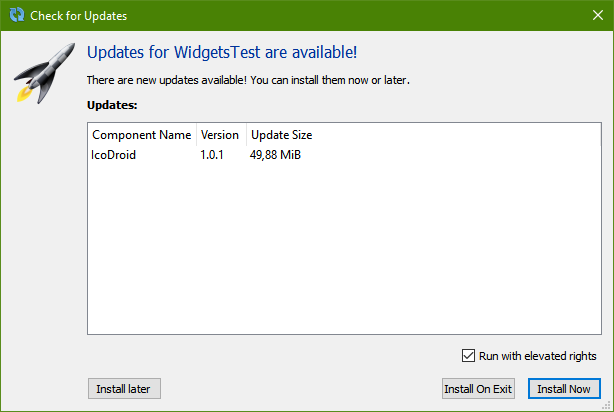 Check for Updates
Updates for WidgetsTest are available!
There are new updates available! You can install them now or later.
Updates:
Component Name Version Update Size
IcoDroid 1.0.1 49,88 MiB
Run with elevated rights
Install later Install On Exit Install Now